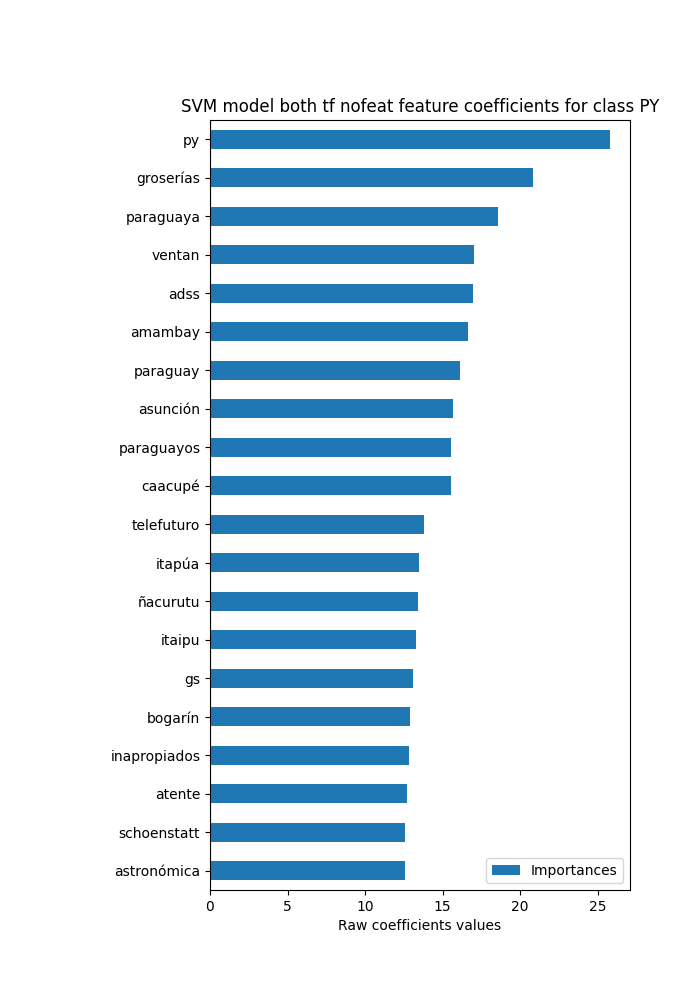 SVM model both tf nofeat feature coefficients for class PY
py
groserías
paraguaya
ventan
adss
amambay
paraguay
asunción
paraguayos
caacupé
telefuturo
itapúa
ñacurutu
itaipu
gs
bogarín
inapropiados
atente
schoenstatt
astronómica
Importances
0 5 10 15 20 25
Raw coefficients values